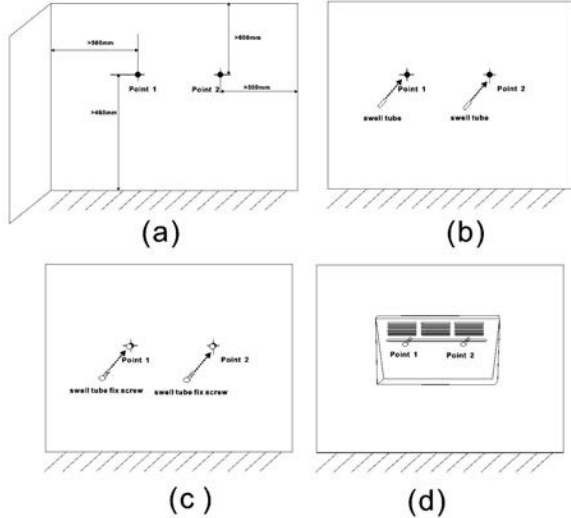 >600mm
>500mm
Point 1
Point 2
>500mm
(a)
Point 1
Point 2
swell tube
swell tube
(b)
Point 1
Point 2
swell tube fix screw
swell tube fix screw
(c)
Point 1
Point 2
(d)